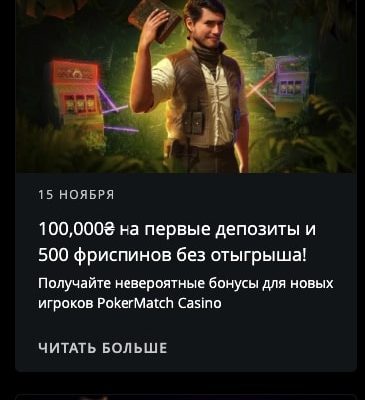 15 НОЯБРЯ
100,000₴ на первые депозиты и
500 фриспинов без отыгрыша!
Получайте невероятные бонусы для новых
игроков PokerMatch Casino
ЧИТАТЬ БОЛЬШЕ